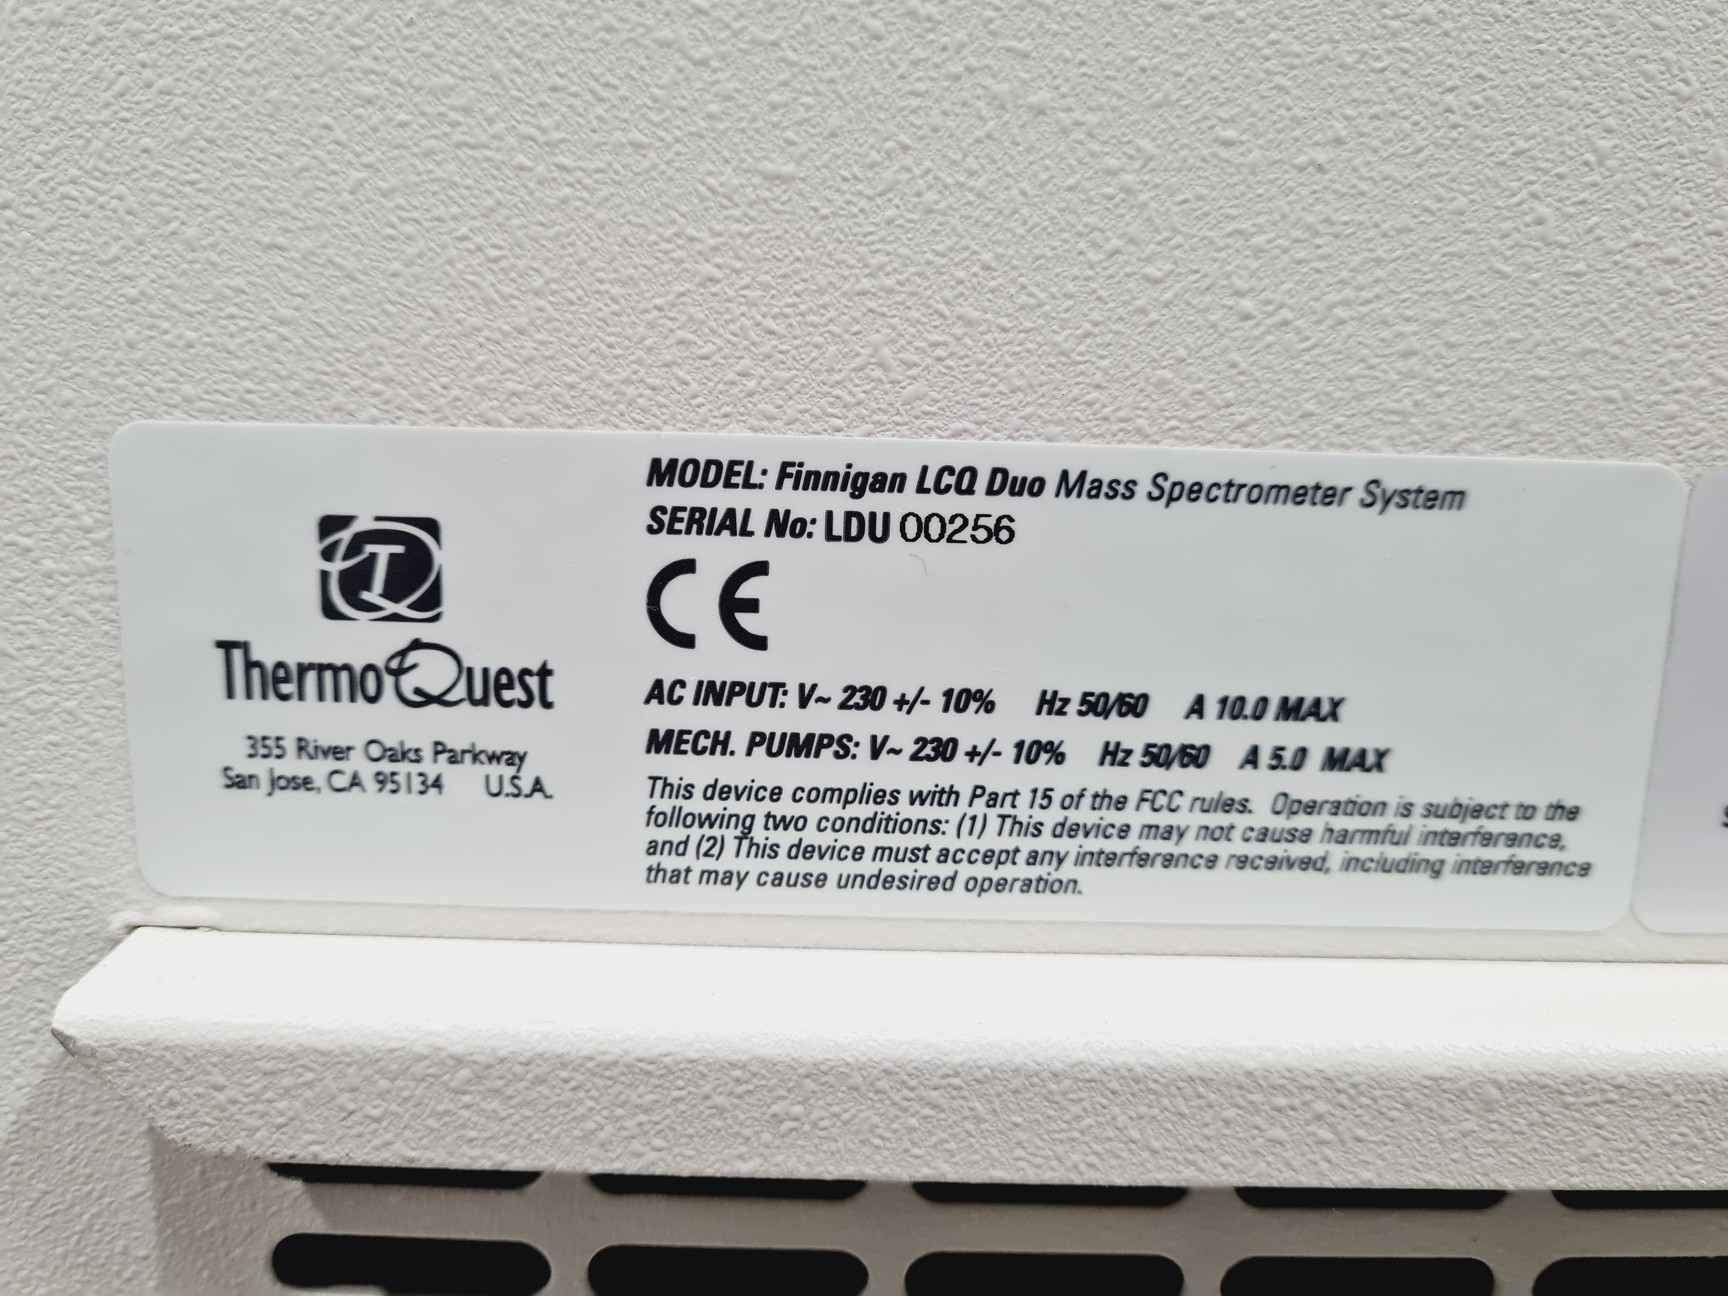 TQ
ThermoQuest
355 River Oaks Parkway
San Jose, CA 95134 U.S.A.
MODEL: Finnigan LCQ Duo Mass Spectrometer System
SERIAL No: LDU 00256
CE
AC INPUT: V~ 230 +/- 10% Hz 50/60 A 10.0 MAX
MECH. PUMPS: V~ 230 +/- 10% Hz 50/60 A 5.0 MAX
This device complies with Part 15 of the FCC rules. Operation is subject to the
following two conditions: (1) This device may not cause harmful interference,
and (2) This device must accept any interference received, including interference
that may cause undesired operation.